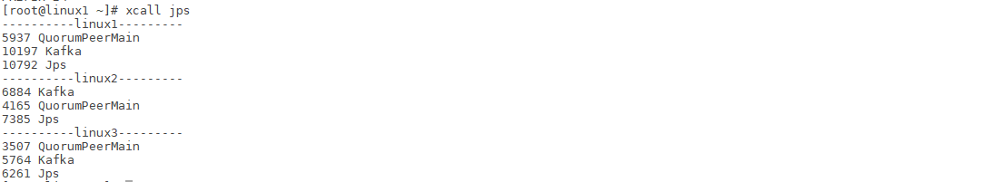 [root@linux1 ~]# xcall jps
----------linux1---------
5937 QuorumPeerMain
10197 Kafka
10792 Jps
----------linux2---------
6884 Kafka
4165 QuorumPeerMain
7385 Jps
----------linux3---------
3507 QuorumPeerMain
5764 Kafka
6261 Jps